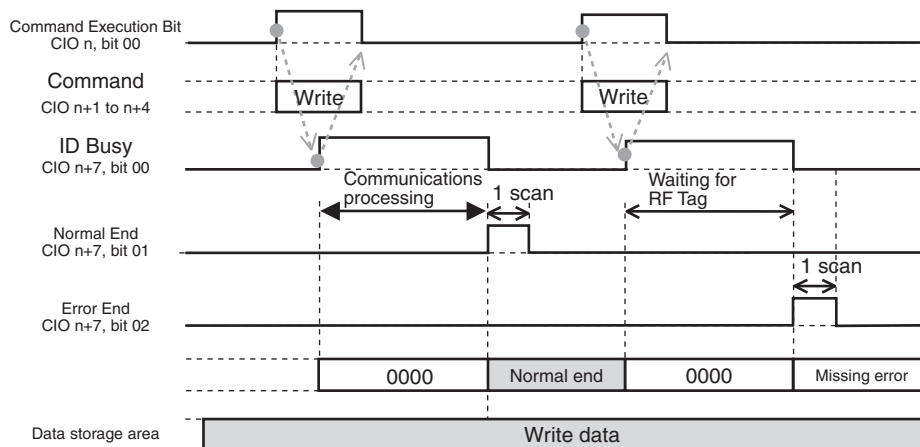 Command Execution Bit
CIO n, bit 00
Command
CIO n+1 to n+4
Write
Write
ID Busy
CIO n+7, bit 00
Communications
processing
1 scan
Waiting for
RF Tag
Normal End
CIO n+7, bit 01
1 scan
Error End
CIO n+7, bit 02
0000
Normal end
0000
Missing error
Data storage area
Write data